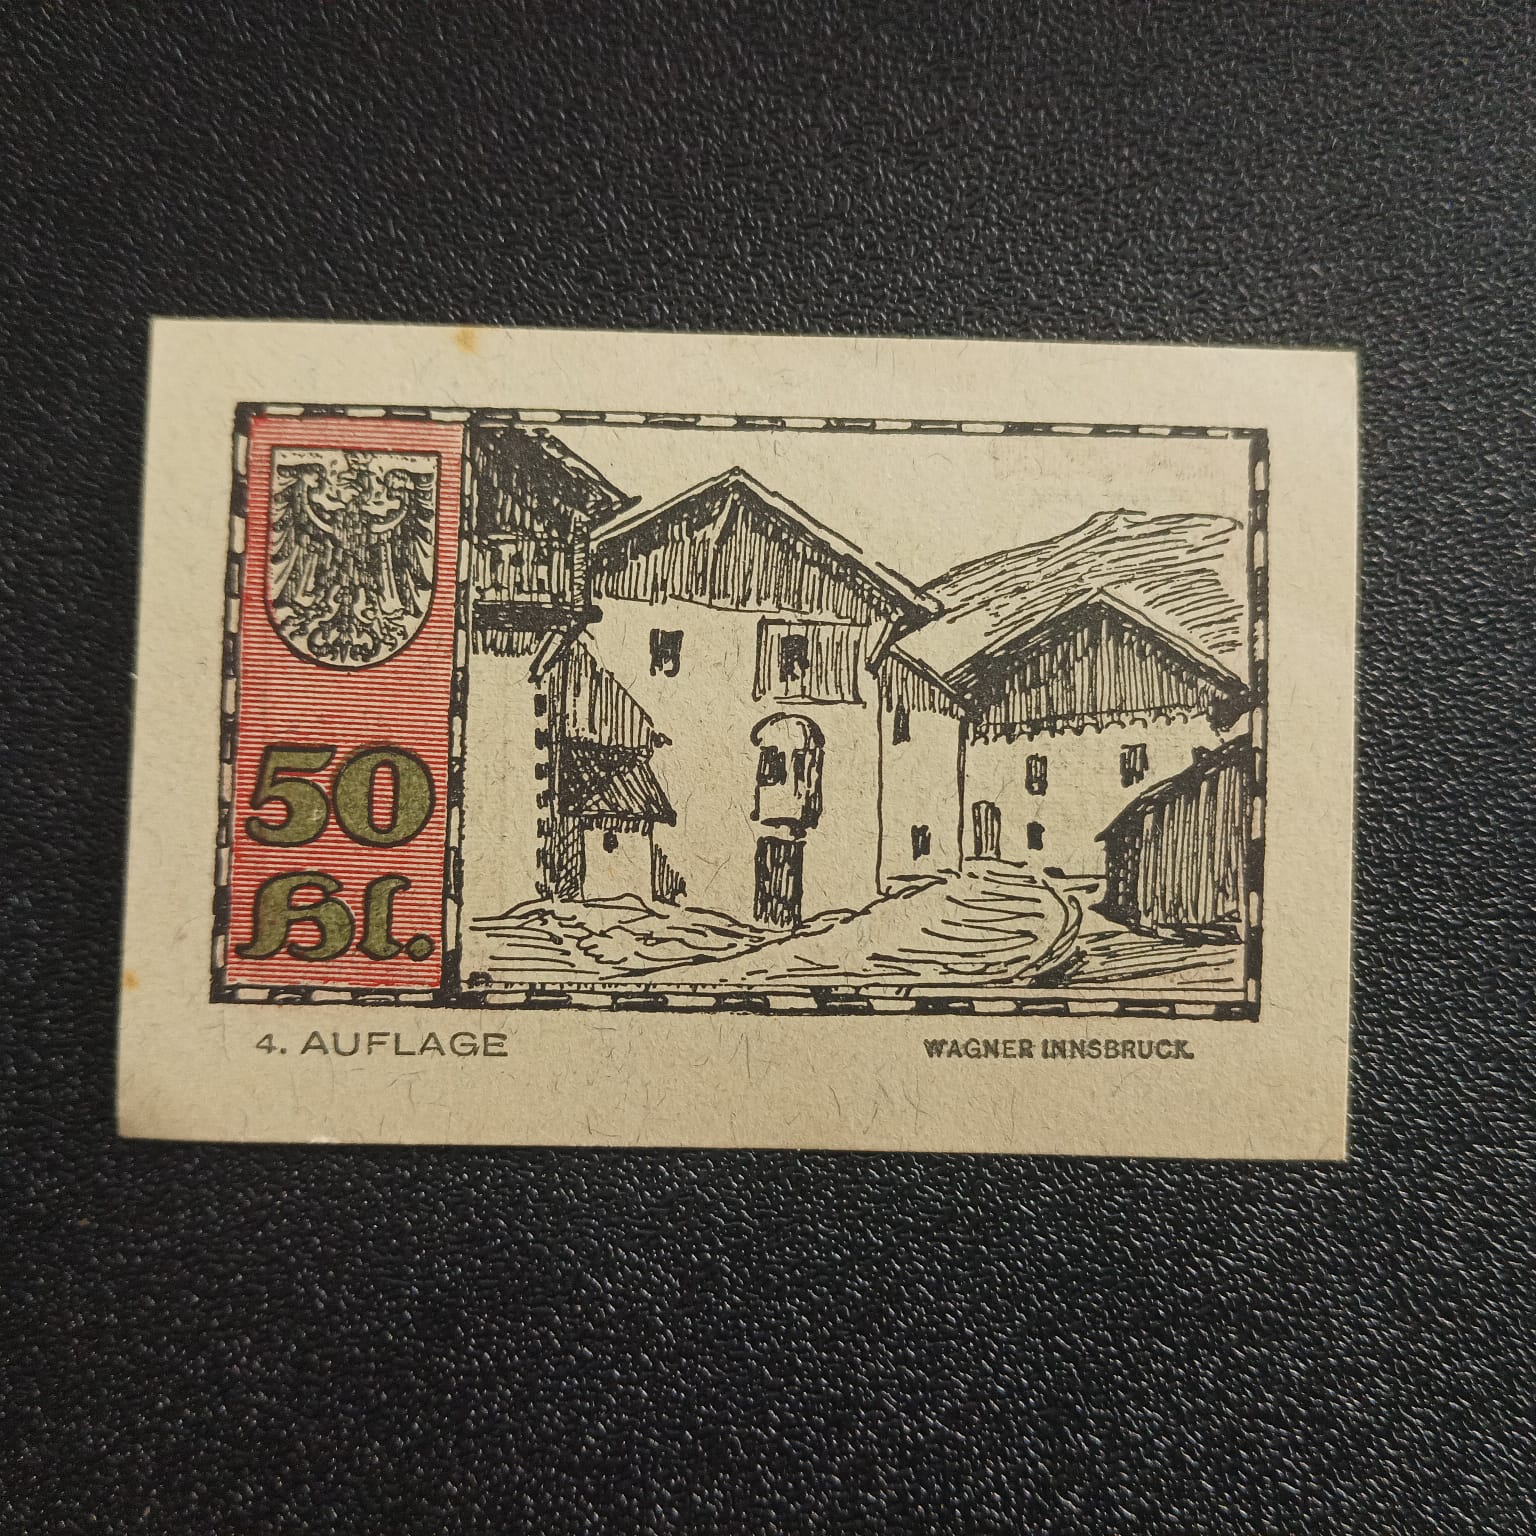 50
Hl.
4. AUFLAGE
WAGNER INNSBRUCK.